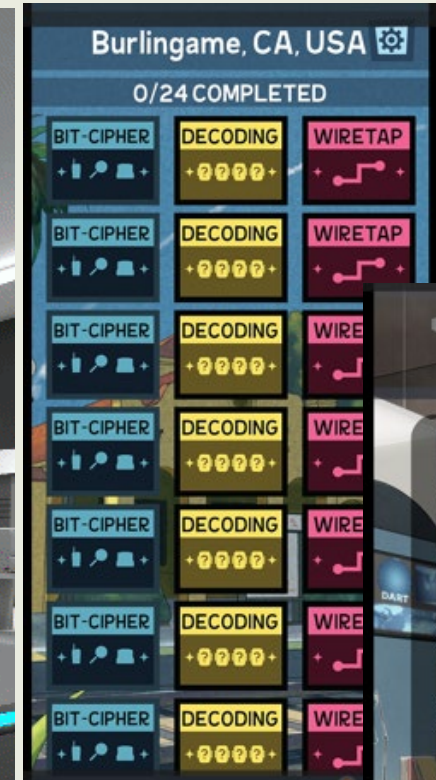 Burlingame, CA, USA
0/24 COMPLETED
BIT-CIPHER DECODING WIRETAP
????
BIT-CIPHER DECODING WIRETAP
????
BIT-CIPHER DECODING WIRE
????
BIT-CIPHER DECODING WIRE
????
BIT-CIPHER DECODING WIRE
????
BIT-CIPHER DECODING WIRE
????
BIT-CIPHER DECODING WIRE
????
DART